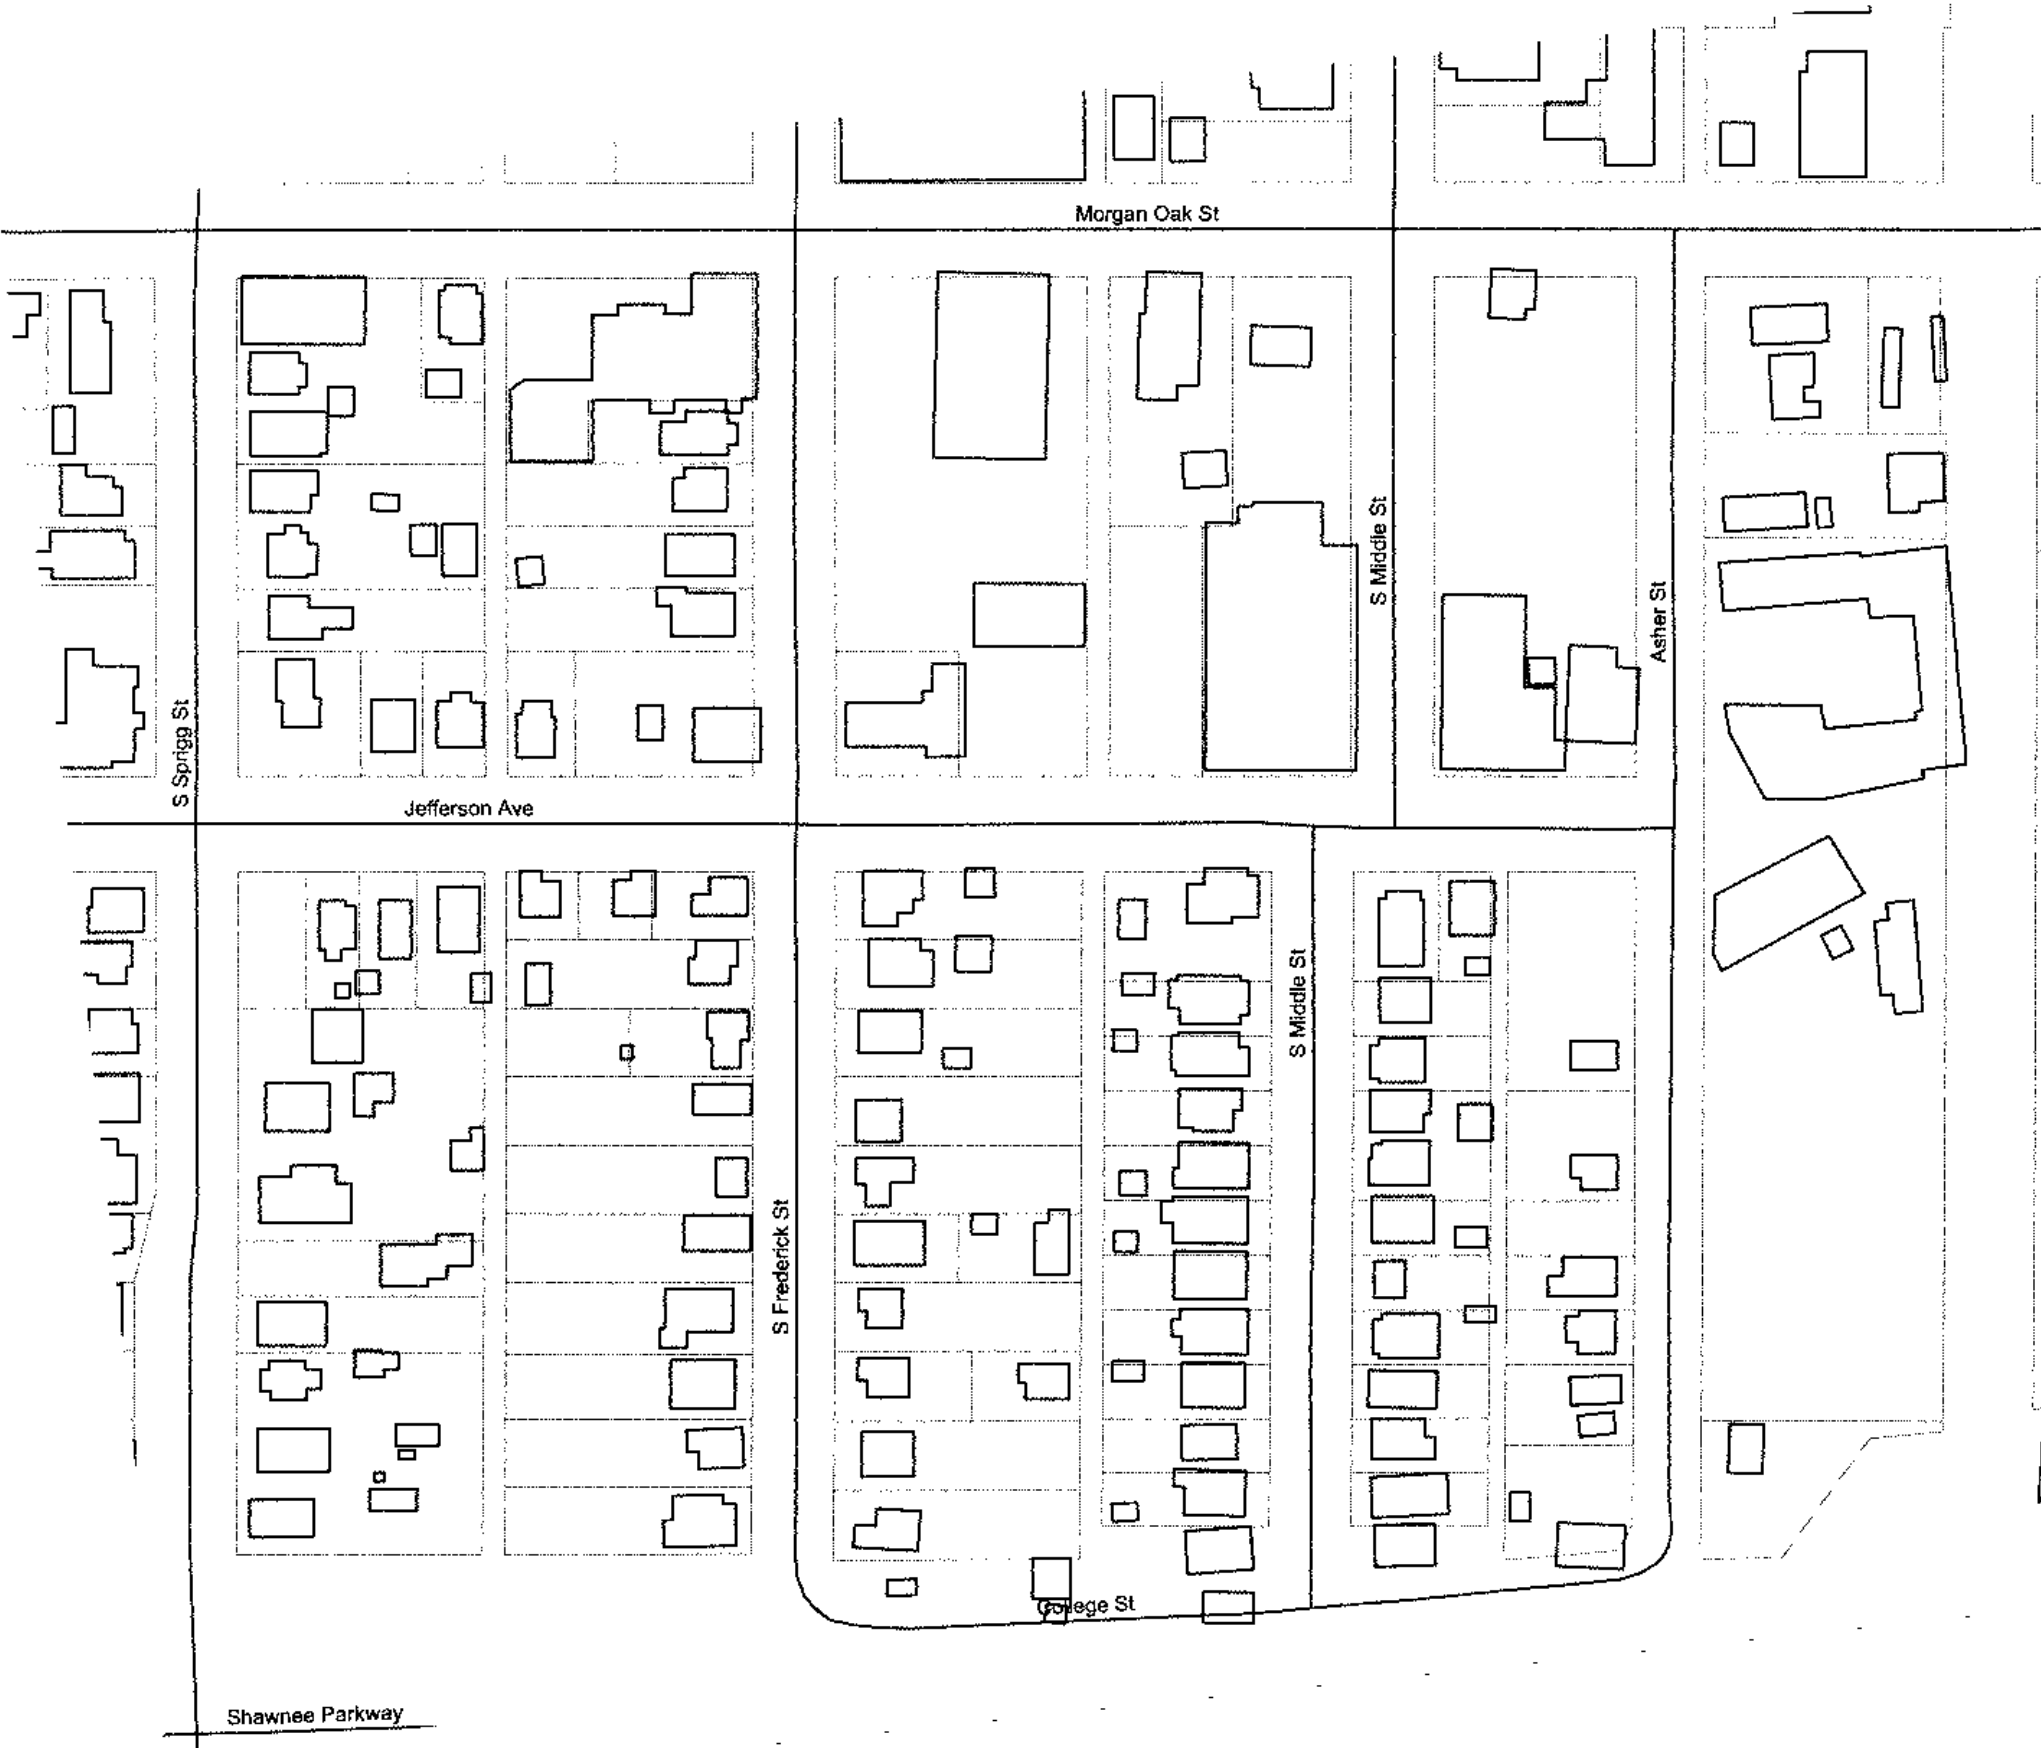 Morgan Oak St
S Middle St
Asher St
S Sprigg St
Jefferson Ave
S Middle St
S Frederick St
College St
Shawnee Parkway